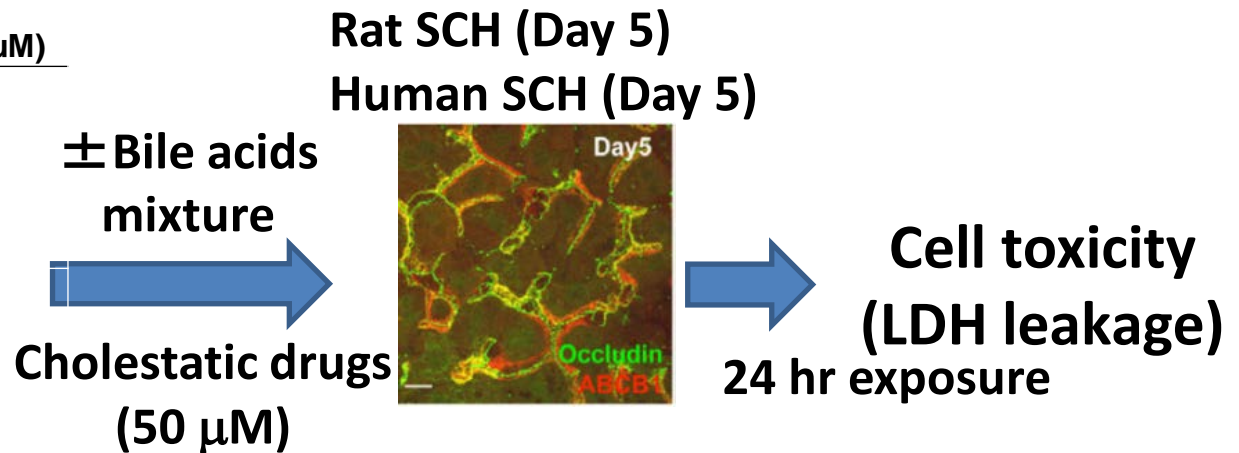 µM)
Rat SCH (Day 5)
Human SCH (Day 5)
±Bile acids
mixture
Cholestatic drugs
(50 µM)
Day5
Occludin
ABCB1
Cell toxicity
(LDH leakage)
24 hr exposure